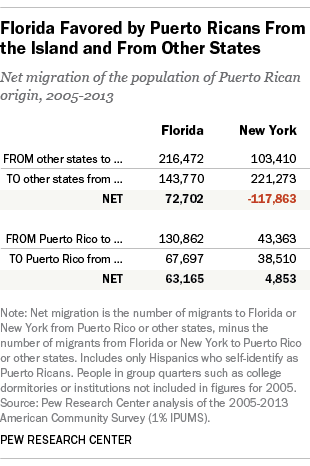 Florida Favored by Puerto Ricans From
the Island and From Other States
Net migration of the population of Puerto Rican
origin, 2005-2013
Florida New York
FROM other states to ... 216,472 103,410
TO other states from ... 143,770 221,273
NET 72,702 -117,863
FROM Puerto Rico to ... 130,862 43,363
TO Puerto Rico from ... 67,697 38,510
NET 63,165 4,853
Note: Net migration is the number of migrants to Florida or
New York from Puerto Rico or other states, minus the
number of migrants from Florida or New York to Puerto Rico
or other states. Includes only Hispanics who self-identify as
Puerto Ricans. People in group quarters such as college
dormitories or institutions not included in figures for 2005.
Source: Pew Research Center analysis of the 2005-2013
American Community Survey (1% IPUMS).
PEW RESEARCH CENTER